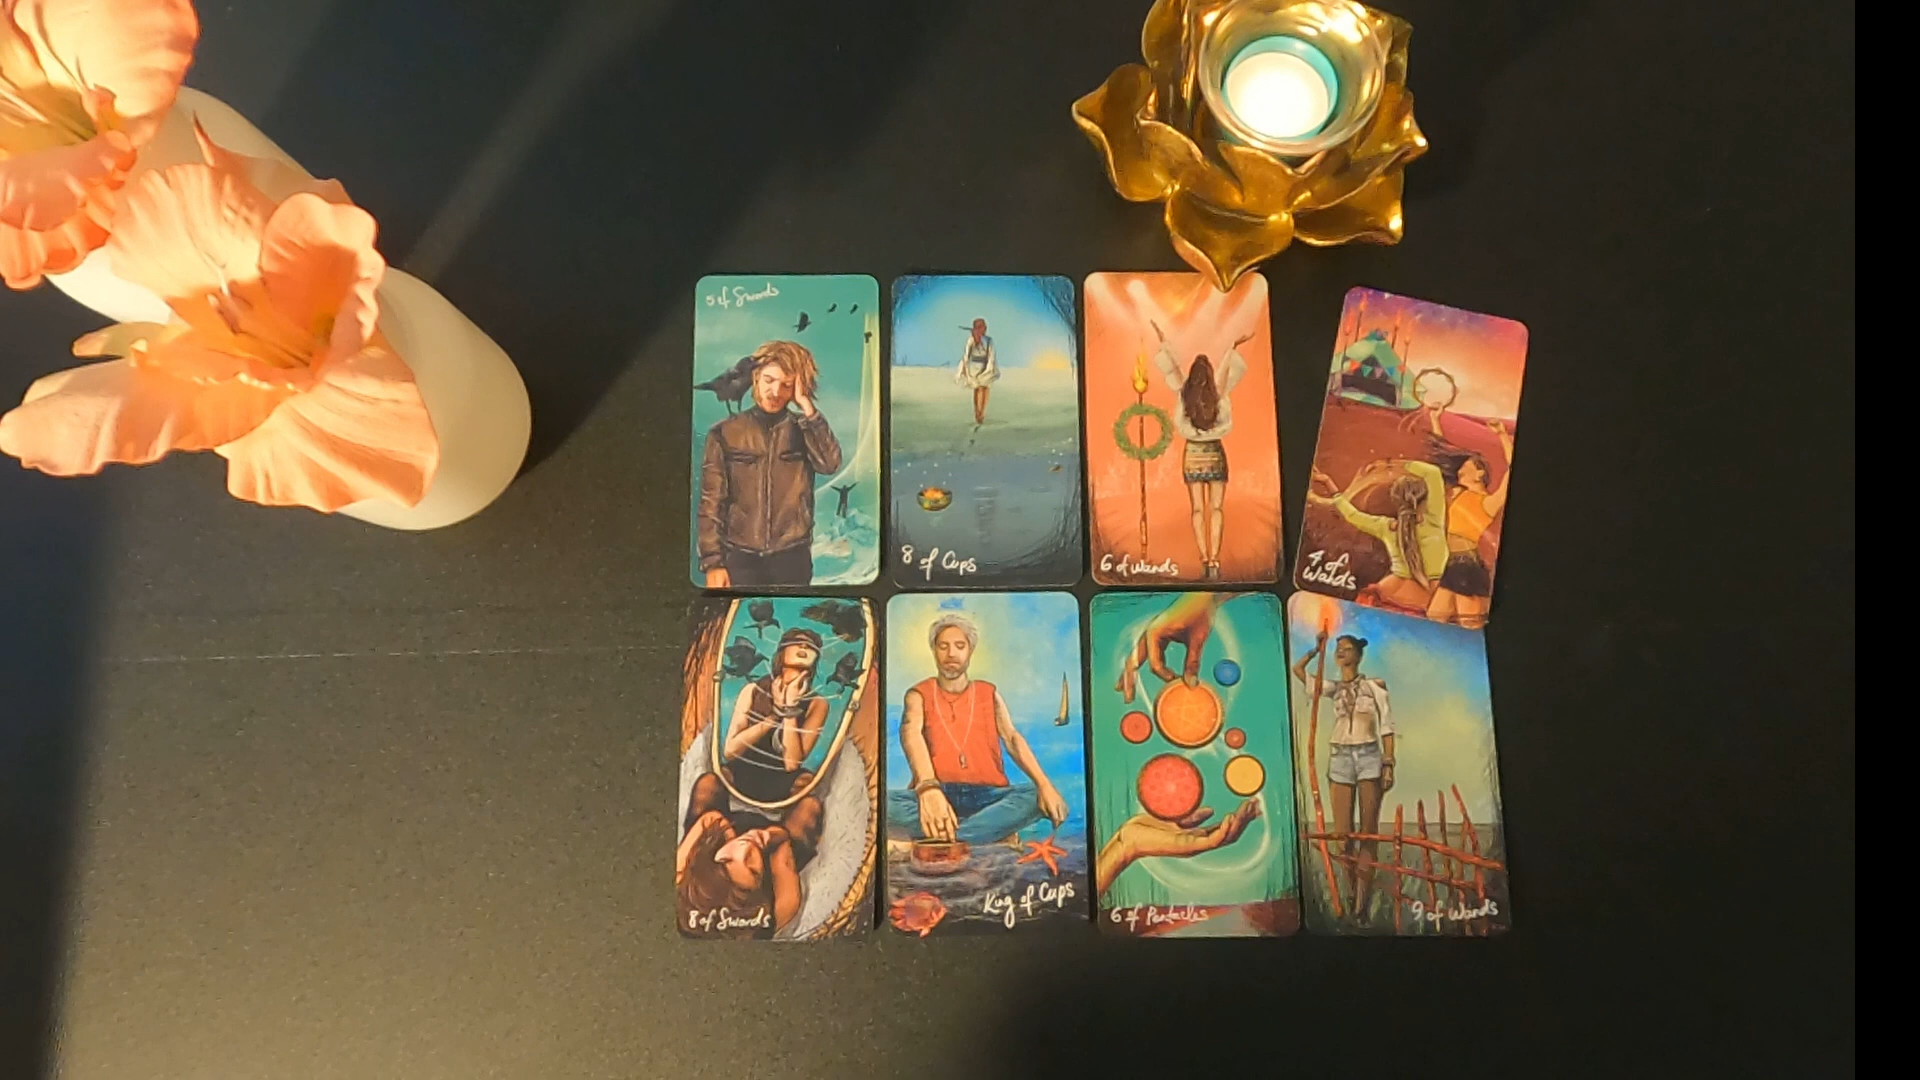 5 of Swords
8 of Cups
6 of Wands
4 of
Wands
8 of Swords
King of Cups
6 of Pentacles
9 of Wands